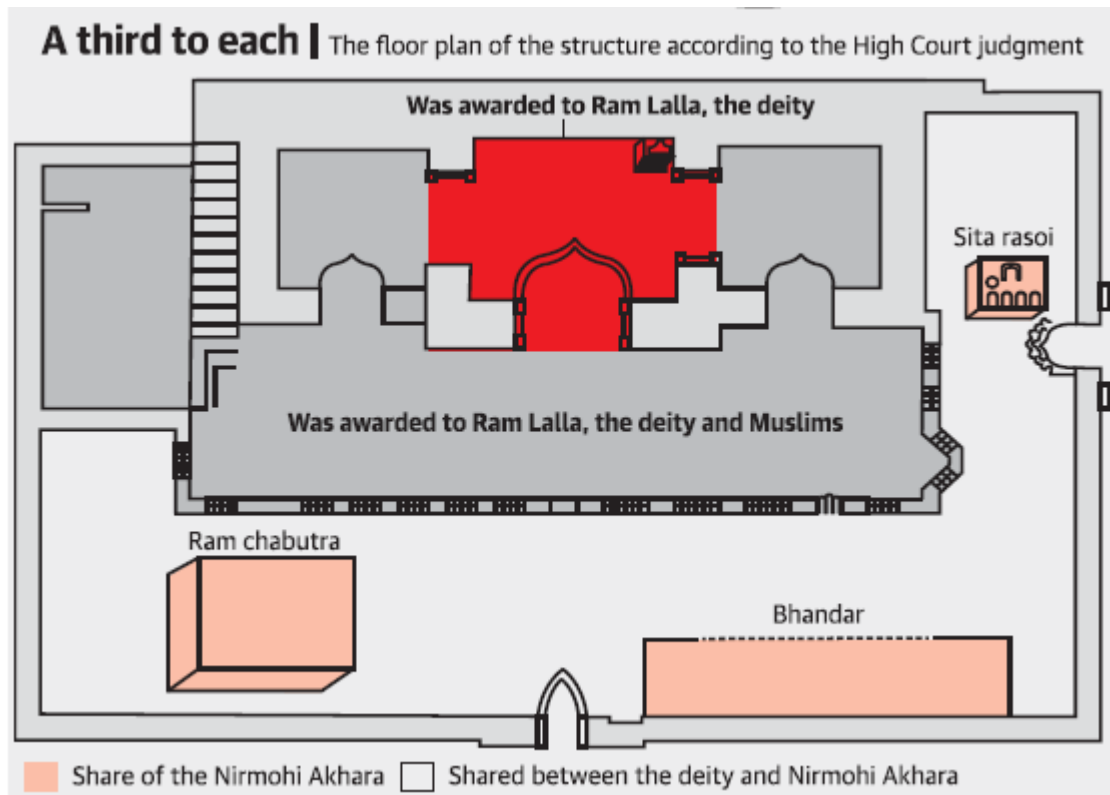 A third to each | The floor plan of the structure according to the High Court judgment
Was awarded to Ram Lalla, the deity
Sita rasoi
Was awarded to Ram Lalla, the deity and Muslims
Ram chabutra
Bhandar
Share of the Nirmohi Akhara
Shared between the deity and Nirmohi Akhara